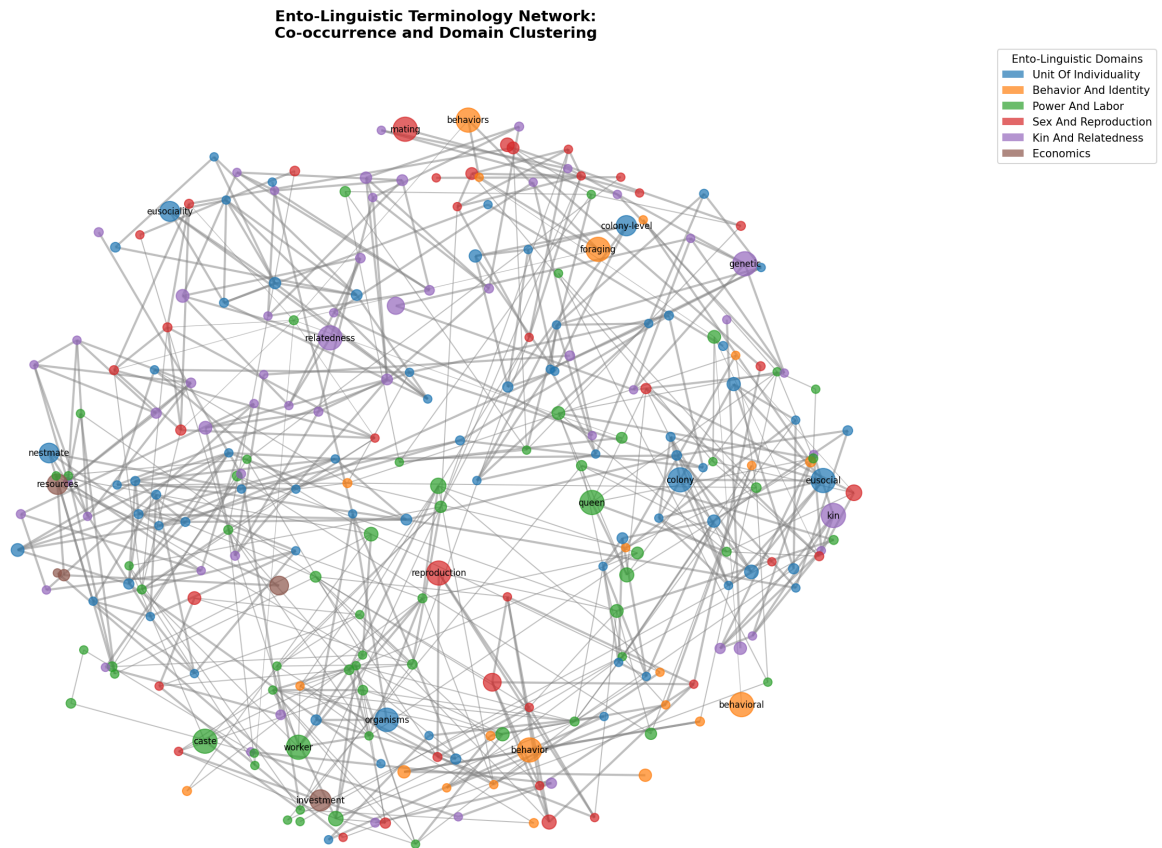 Ento-Linguistic Terminology Network:
Co-occurrence and Domain Clustering
Ento-Linguistic Domains
Unit Of Individuality
Behavior And Identity
Power And Labor
Sex And Reproduction
Kin And Relatedness
Economics
behaviors
mating
eusociality
colony-level
foraging
genetic
relatedness
nestmate
resources
colony
eusocial
queen
kin
reproduction
behavioral
organisms
caste
worker
behavior
investment